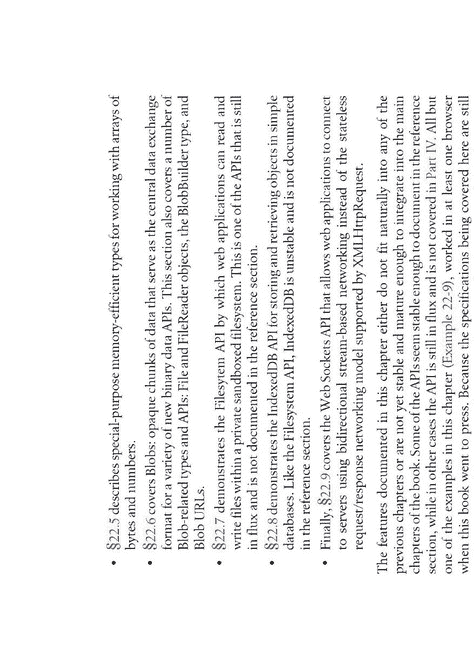 • §22.5 describes special-purpose memory-efficient types for working with arrays of
bytes and numbers.
• §22.6 covers Blobs: opaque chunks of data that serve as the central data exchange
format for a variety of new binary data APIs. This section also covers a number of
Blob-related types and APIs: File and FileReader objects, the BlobBuilder type, and
Blob URLs.
• §22.7 demonstrates the Filesytem API by which web applications can read and
write files within a private sandboxed filesystem. This is one of the APIs that is still
in flux and is not documented in the reference section.
• §22.8 demonstrates the IndexedDB API for storing and retrieving objects in simple
databases. Like the Filesystem API, IndexedDB is unstable and is not documented
in the reference section.
• Finally, §22.9 covers the Web Sockets API that allows web applications to connect
to servers using bidirectional stream-based networking instead of the stateless
request/response networking model supported by XMLHttpRequest.
The features documented in this chapter either do not fit naturally into any of the
previous chapters or are not yet stable and mature enough to integrate into the main
chapters of the book. Some of the APIs seem stable enough to document in the reference
section, while in other cases the API is still in flux and is not covered in Part IV. All but
one of the examples in this chapter (Example 22-9), worked in at least one browser
when this book went to press. Because the specifications being covered here are still